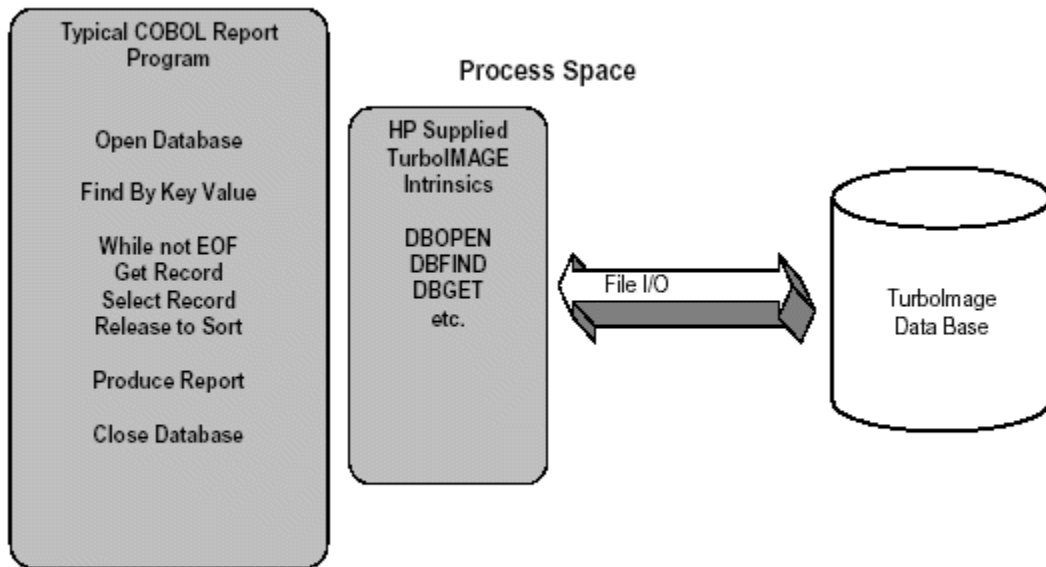 Typical COBOL Report
Program
Open Database
Find By Key Value
While not EOF
Get Record
Select Record
Release to Sort
Produce Report
Close Database
Process Space
HP Supplied
TurboIMAGE
Intrinsics
DBOPEN
DBFIND
DBGET
etc.
File I/O
TurboImage
Data Base